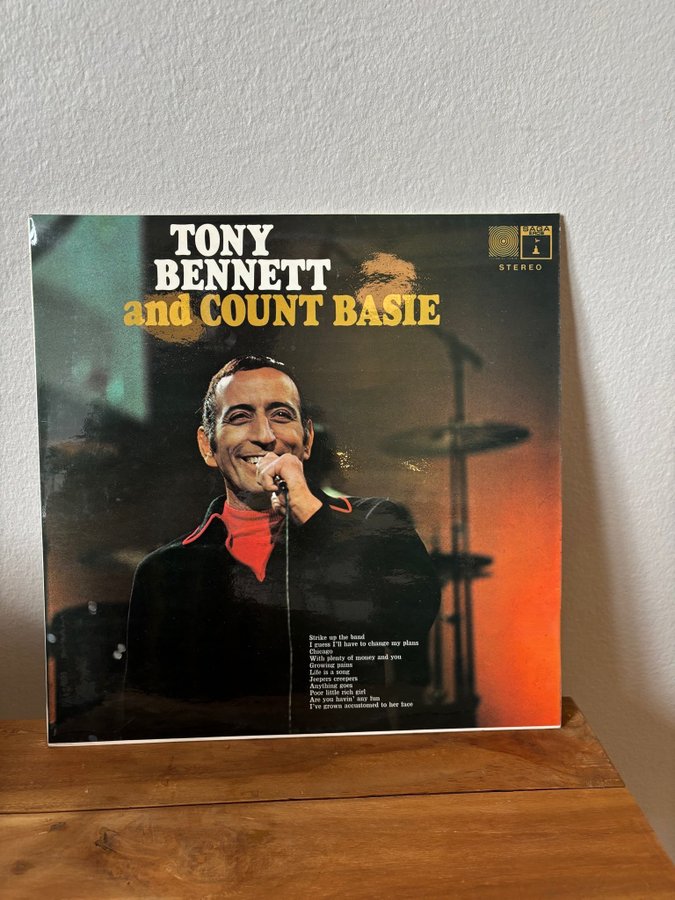 TONY
BENNETT
and COUNT BASIE
SAGA
EROS
STEREO
Strike up the band
I guess I'll have to change my plans
Chicago
With plenty of money and you
Growing pains
Life is a song
Jeepers creepers
Anything goes
Poor little rich girl
Are you havin' any fun
I've grown accustomed to her face